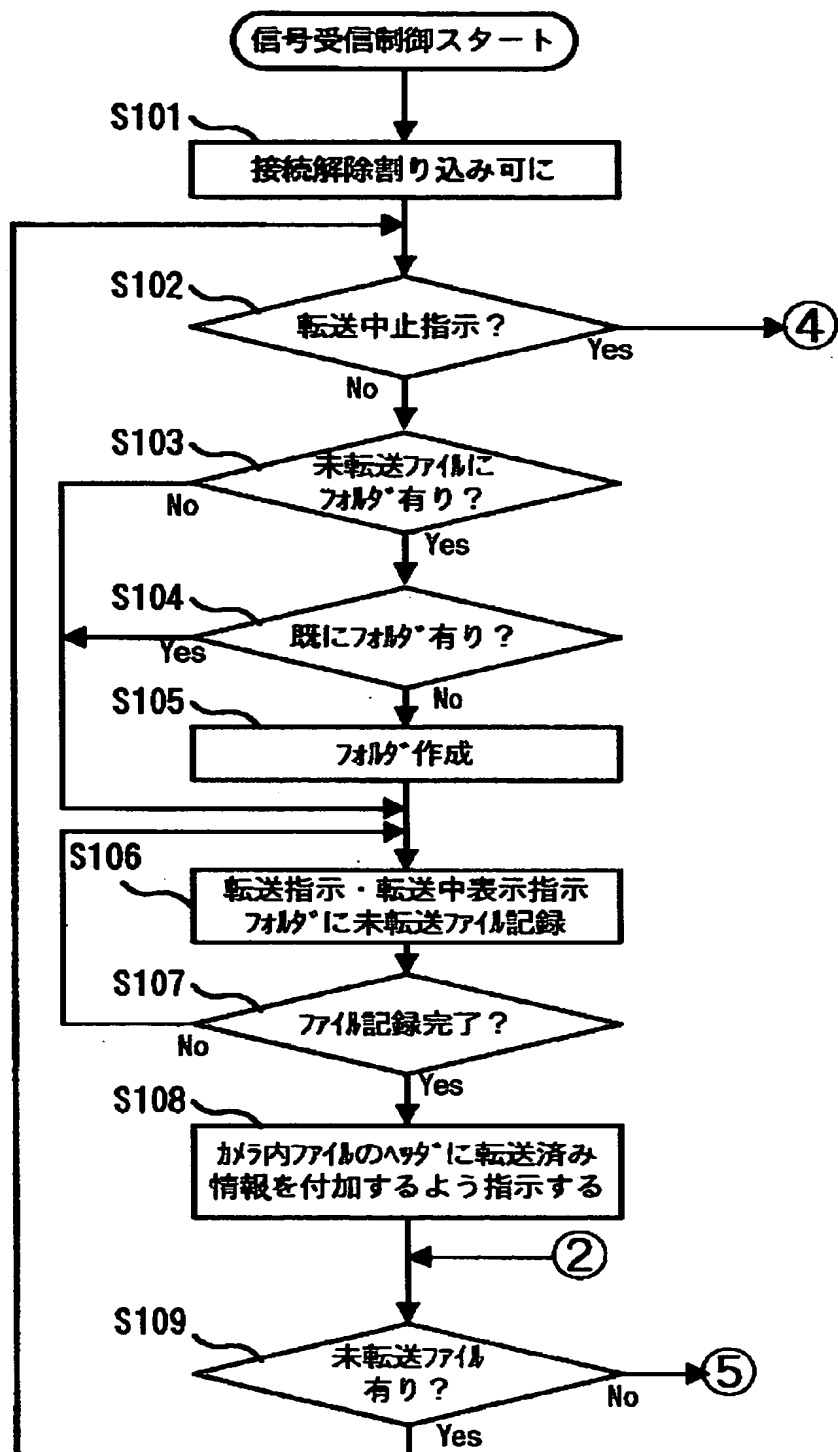 信号受信制御スタート
S101
接続解除割り込み可に
S102
転送中止指示？
Yes
④
No
S103
未転送ファイルに
フォルダ有り？
No
Yes
S104
既にフォルダ有り？
Yes
No
S105
フォルダ作成
S106
転送指示・転送中表示指示
フォルダに未転送ファイル記録
S107
ファイル記録完了？
No
Yes
S108
カメラ内ファイルのヘッダに転送済み
情報を付加するよう指示する
②
S109
未転送ファイル
有り？
No
⑤
Yes